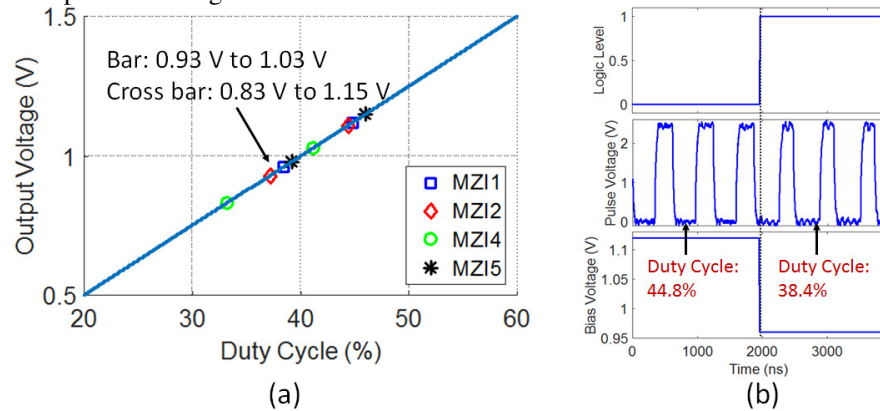 1.5
1
0.5
Output Voltage (V)
Bar: 0.93 V to 1.03 V
Cross bar: 0.83 V to 1.15 V
MZI1
MZI2
MZI4
MZI5
20 30 40 50 60
Duty Cycle (%)
(a)
1
0.5
0
Logic Level
2
1
0
Pulse Voltage (V)
1.1
1.05
1
0.95
Bias Voltage (V)
Duty Cycle:
44.8%
Duty Cycle:
38.4%
0 1000 2000 3000
Time (ns)
(b)